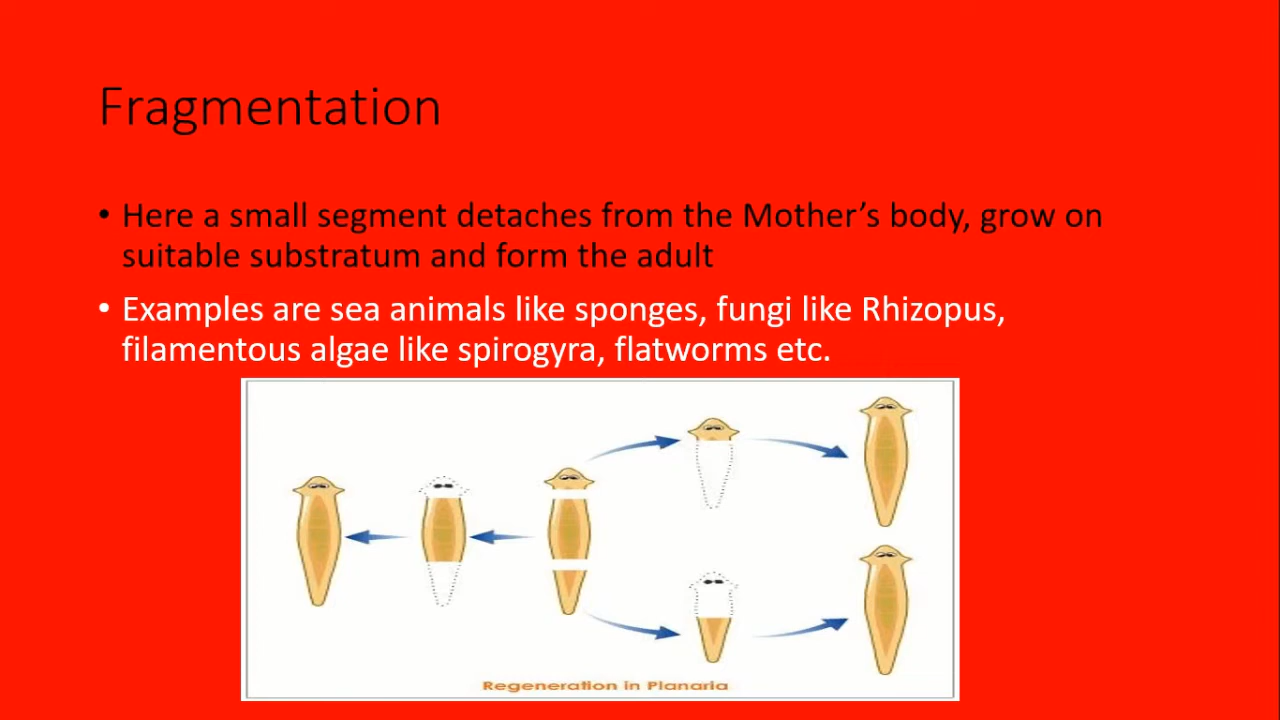 Fragmentation
• Here a small segment detaches from the Mother’s body, grow on
suitable substratum and form the adult
• Examples are sea animals like sponges, fungi like Rhizopus,
filamentous algae like spirogyra, flatworms etc.
Regeneration in Planaria